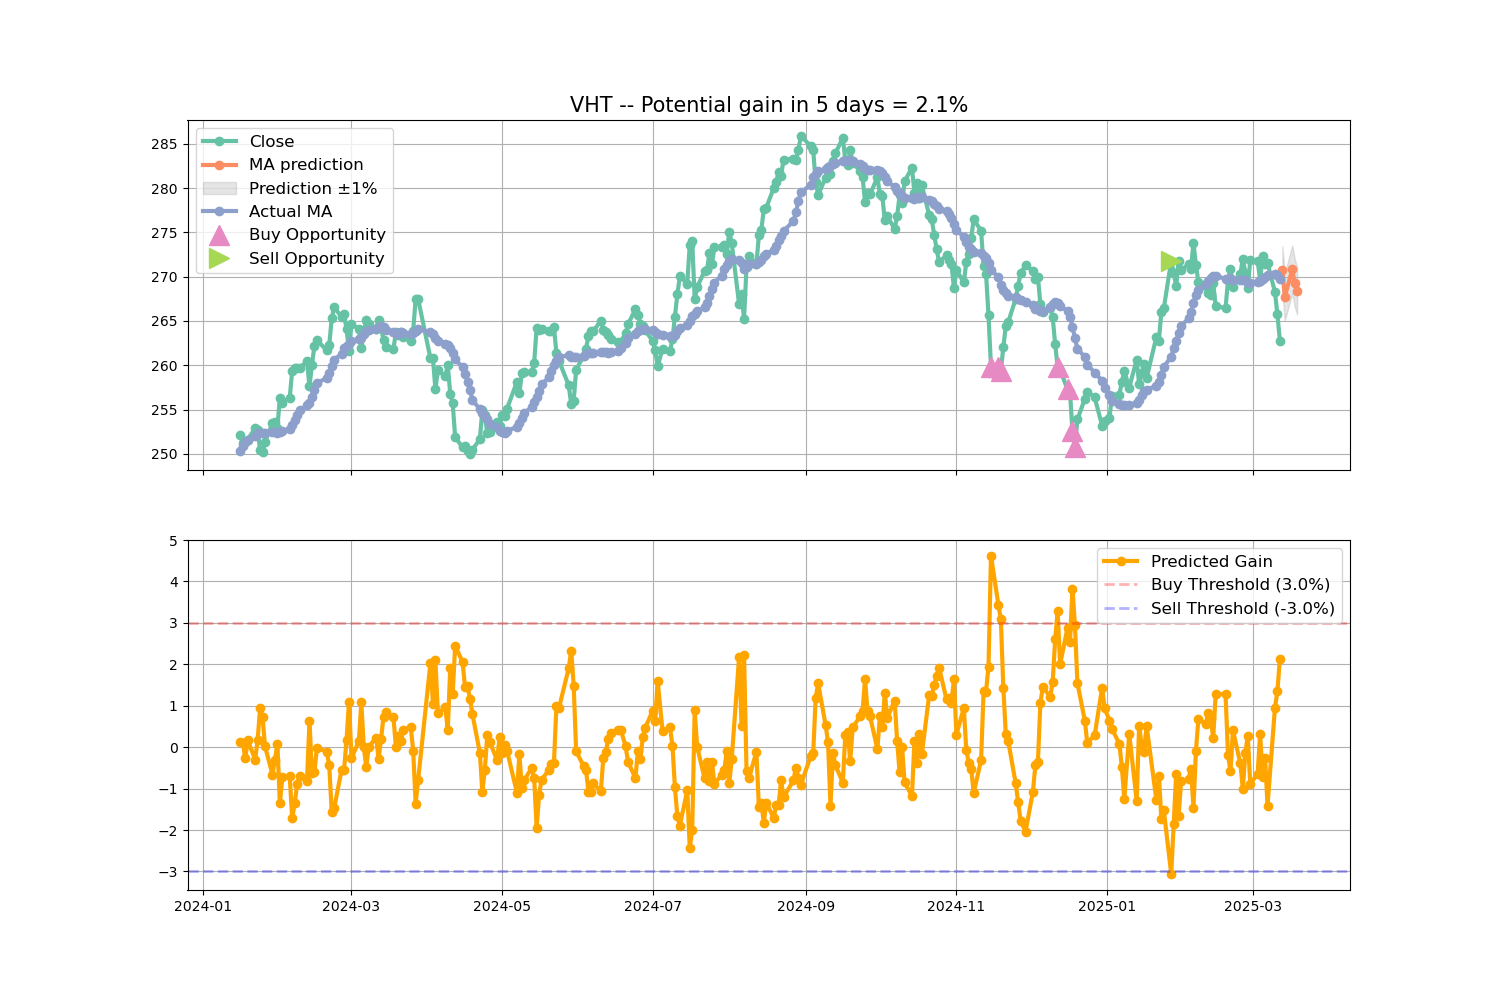 VHT -- Potential gain in 5 days = 2.1%
285
280
275
270
265
260
255
250
Close
MA prediction
Prediction ±1%
Actual MA
Buy Opportunity
Sell Opportunity
5
4
3
2
1
0
−1
−2
−3
Predicted Gain
Buy Threshold (3.0%)
Sell Threshold (-3.0%)
2024-01 2024-03 2024-05 2024-07 2024-09 2024-11 2025-01 2025-03